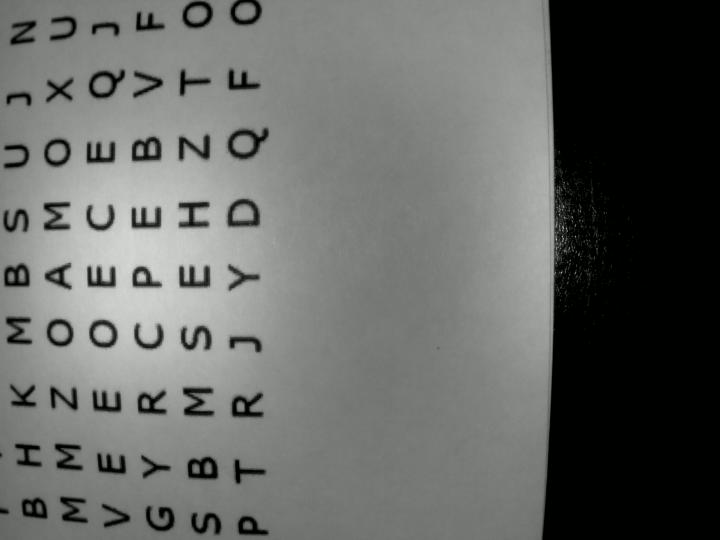 B H K M B S U J N
M M Z O A M O X U
V E E O E C E Q J
G Y R C P E B V F
S B M S E H Z T O
P T R J Y D Q F O